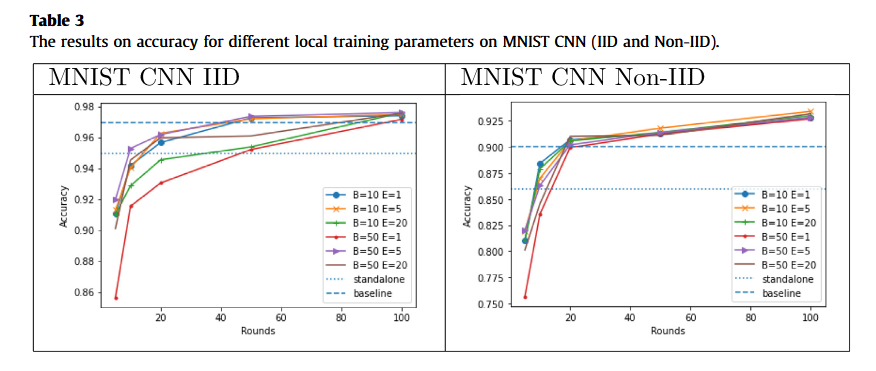 Table 3
The results on accuracy for different local training parameters on MNIST CNN (IID and Non-IID).
MNIST CNN IID
0.98
0.96
0.94
0.92
0.90
0.88
0.86
Accuracy
20
40
60
80
100
Rounds
B=10 E=1
B=10 E=5
B=10 E=20
B=50 E=1
B=50 E=5
B=50 E=20
standalone
baseline
MNIST CNN Non-IID
0.925
0.900
0.875
0.850
0.825
0.800
0.775
0.750
Accuracy
20
40
60
80
100
Rounds
B=10 E=1
B=10 E=5
B=10 E=20
B=50 E=1
B=50 E=5
B=50 E=20
standalone
baseline